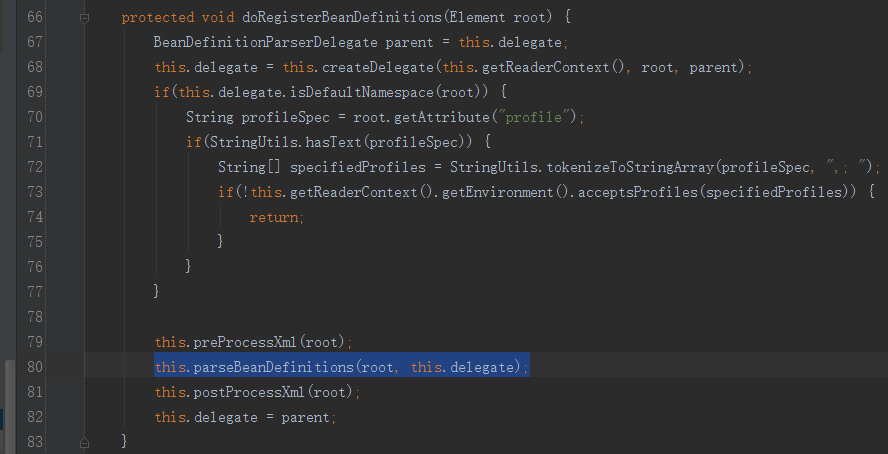 66 protected void doRegisterBeanDefinitions(Element root) {
67 BeanDefinitionParserDelegate parent = this.delegate;
68 this.delegate = this.createDelegate(this.getReaderContext(), root, parent);
69 if(this.delegate.isDefaultNamespace(root)) {
70 String profileSpec = root.getAttribute("profile");
71 if(StringUtils.hasText(profileSpec)) {
72 String[] specifiedProfiles = StringUtils.tokenizeToStringArray(profileSpec, ",; ");
73 if(!this.getReaderContext().getEnvironment().acceptsProfiles(specifiedProfiles)) {
74 return;
75 }
76 }
77 }
78
79 this.preProcessXml(root);
80 this.parseBeanDefinitions(root, this.delegate);
81 this.postProcessXml(root);
82 this.delegate = parent;
83 }